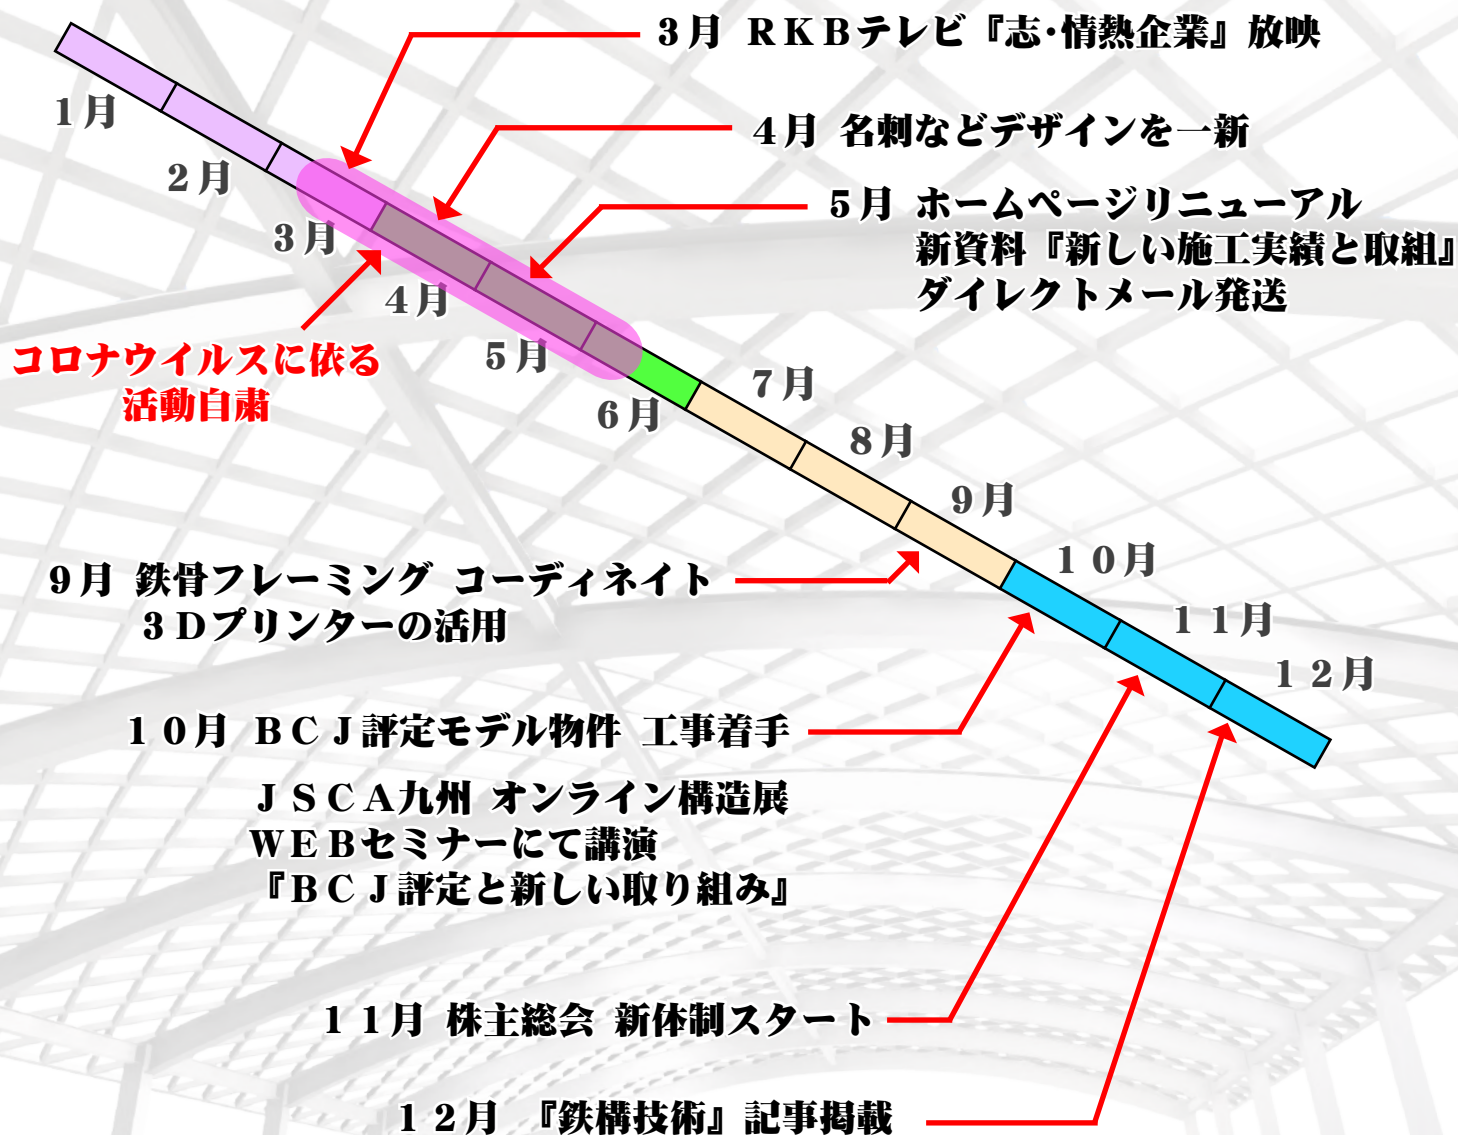 3月 RKBテレビ『志・情熱企業』放映
4月 名刺などデザインを一新
5月 ホームページリニューアル
新資料『新しい施工実績と取組』
ダイレクトメール発送
1月
2月
3月
4月
5月
6月
7月
8月
9月
10月
11月
12月
コロナウイルスに依る
活動自粛
9月 鉄骨フレーミング コーディネイト
3Dプリンターの活用
10月 BCJ評定モデル物件 工事着手
JSCA九州 オンライン構造展
WEBセミナーにて講演
『BCJ評定と新しい取り組み』
11月 株主総会 新体制スタート
12月 『鉄構技術』記事掲載